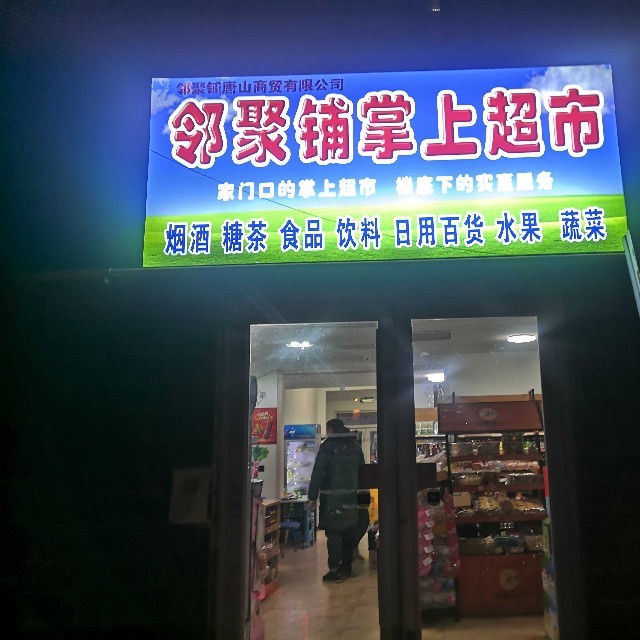 邻聚铺唐山商贸有限公司
邻聚铺掌上超市
家门口的掌上超市 楼底下的实惠服务
烟酒 糖茶 食品 饮料 日用百货 水果 蔬菜